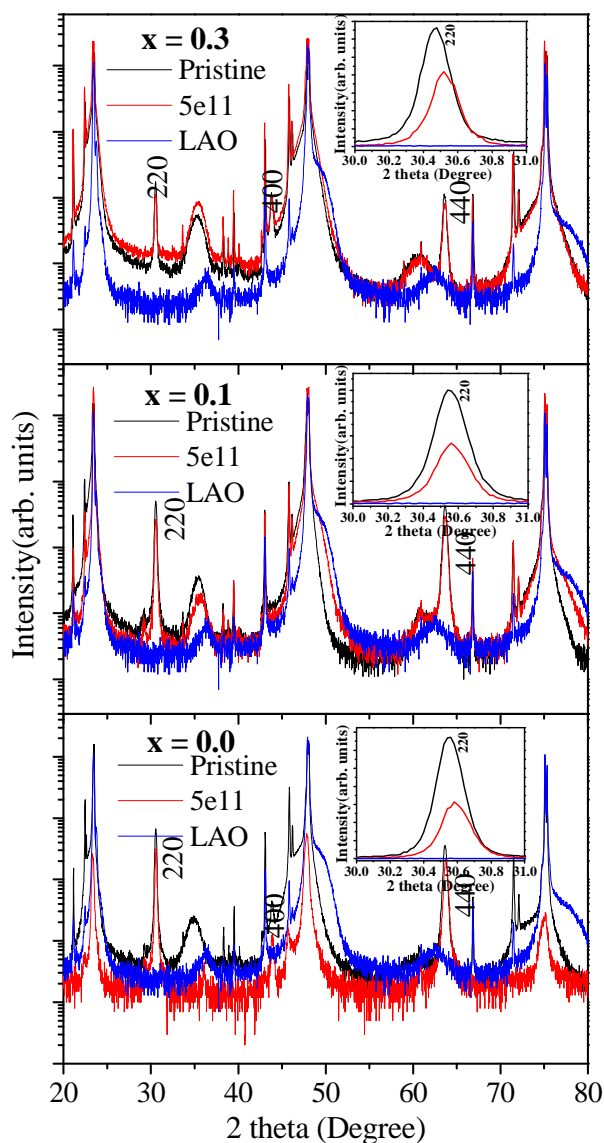 x = 0.3
Pristine
5e11
LAO
220
400
440
Intensity(arb. units)
220
30.0 30.2 30.4 30.6 30.8 31.0
2 theta (Degree)
x = 0.1
Pristine
5e11
LAO
220
440
Intensity(arb. units)
220
30.0 30.2 30.4 30.6 30.8 31.0
2 theta (Degree)
Intensity(arb. units)
x = 0.0
Pristine
5e11
LAO
220
400
440
Intensity(arb. units)
220
30.0 30.2 30.4 30.6 30.8 31.0
2 theta (Degree)
20 30 40 50 60 70 80
2 theta (Degree)